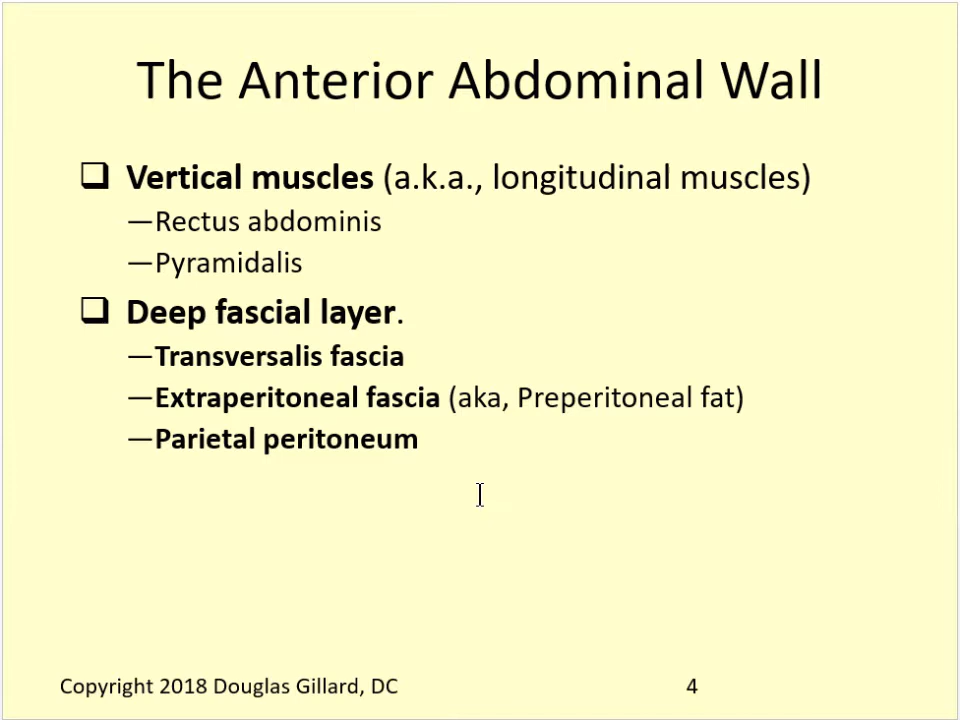 The Anterior Abdominal Wall
❑ Vertical muscles (a.k.a., longitudinal muscles)
—Rectus abdominis
—Pyramidalis
❑ Deep fascial layer.
—Transversalis fascia
—Extraperitoneal fascia (aka, Preperitoneal fat)
—Parietal peritoneum
Copyright 2018 Douglas Gillard, DC 4